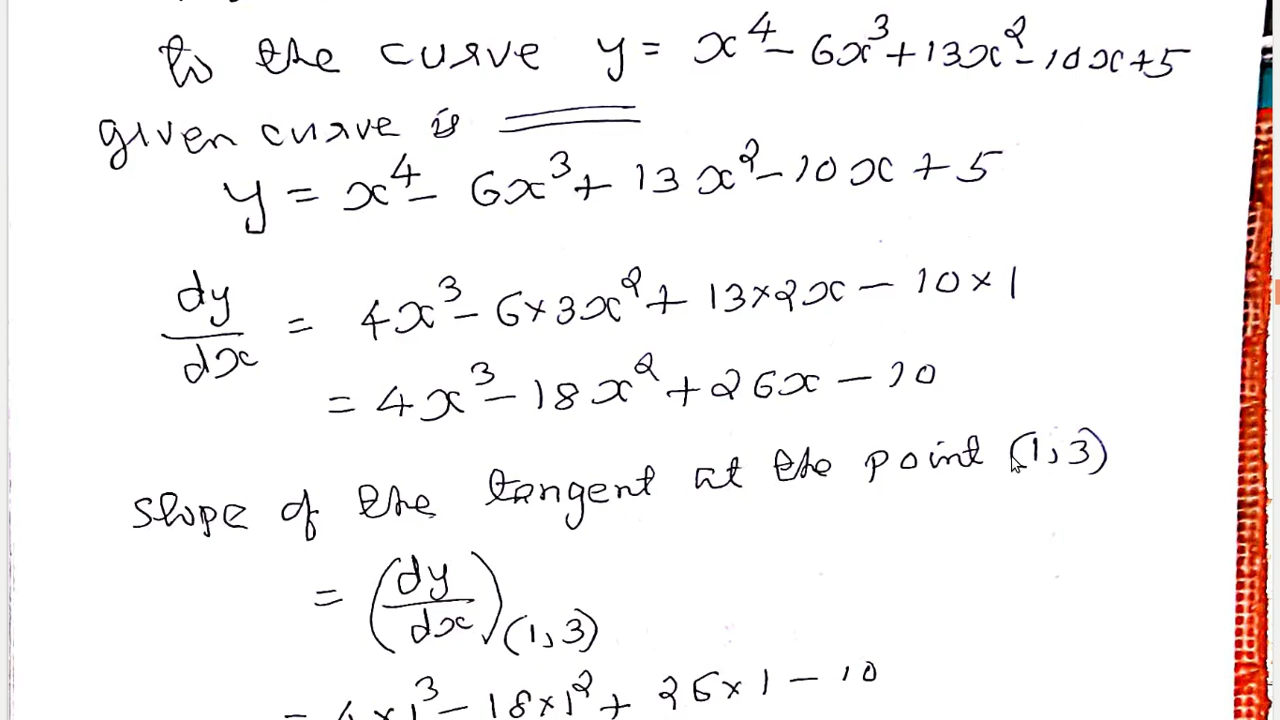 to the curve y = x⁴ - 6x³ + 13x² - 10x + 5
given curve is
y = x⁴ - 6x³ + 13x² - 10x + 5
dy/dx = 4x³ - 6×3x² + 13×2x - 10×1
= 4x³ - 18x² + 26x - 10
slope of the tangent at the point (1,3)
= (dy/dx)(1,3)
= 4×1³ - 18×1² + 26×1 - 10